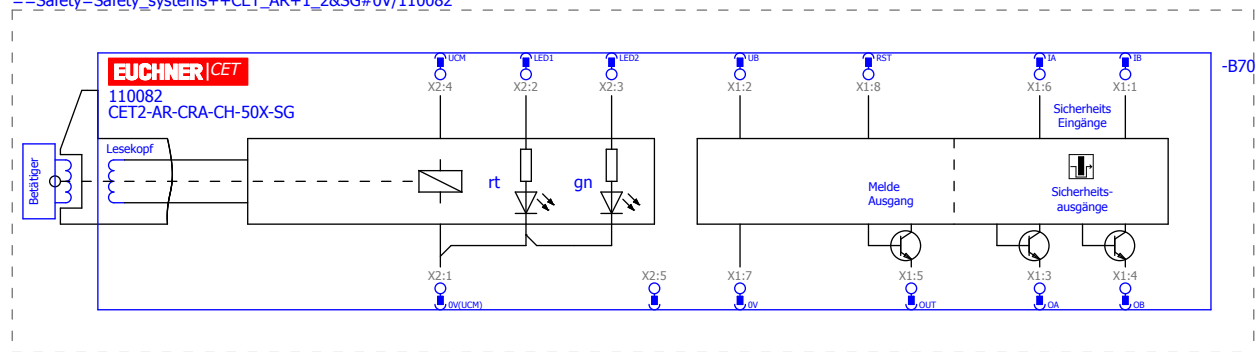 ==Safety=Safety_systems++CET_AR+1_2&SG#0V/110082
-B70
EUCHNER|CET
110082
CET2-AR-CRA-CH-50X-SG
UCM
LED1
LED2
UB
RST
IA
IB
X2:4
X2:2
X2:3
X1:2
X1:8
X1:6
X1:1
Sicherheits
Eingänge
Betätiger
Lesekopf
rt
gn
Melde
Ausgang
Sicherheits-
ausgänge
X2:1
X2:5
X1:7
X1:5
X1:3
X1:4
0V(UCM)
0V
OUT
OA
OB